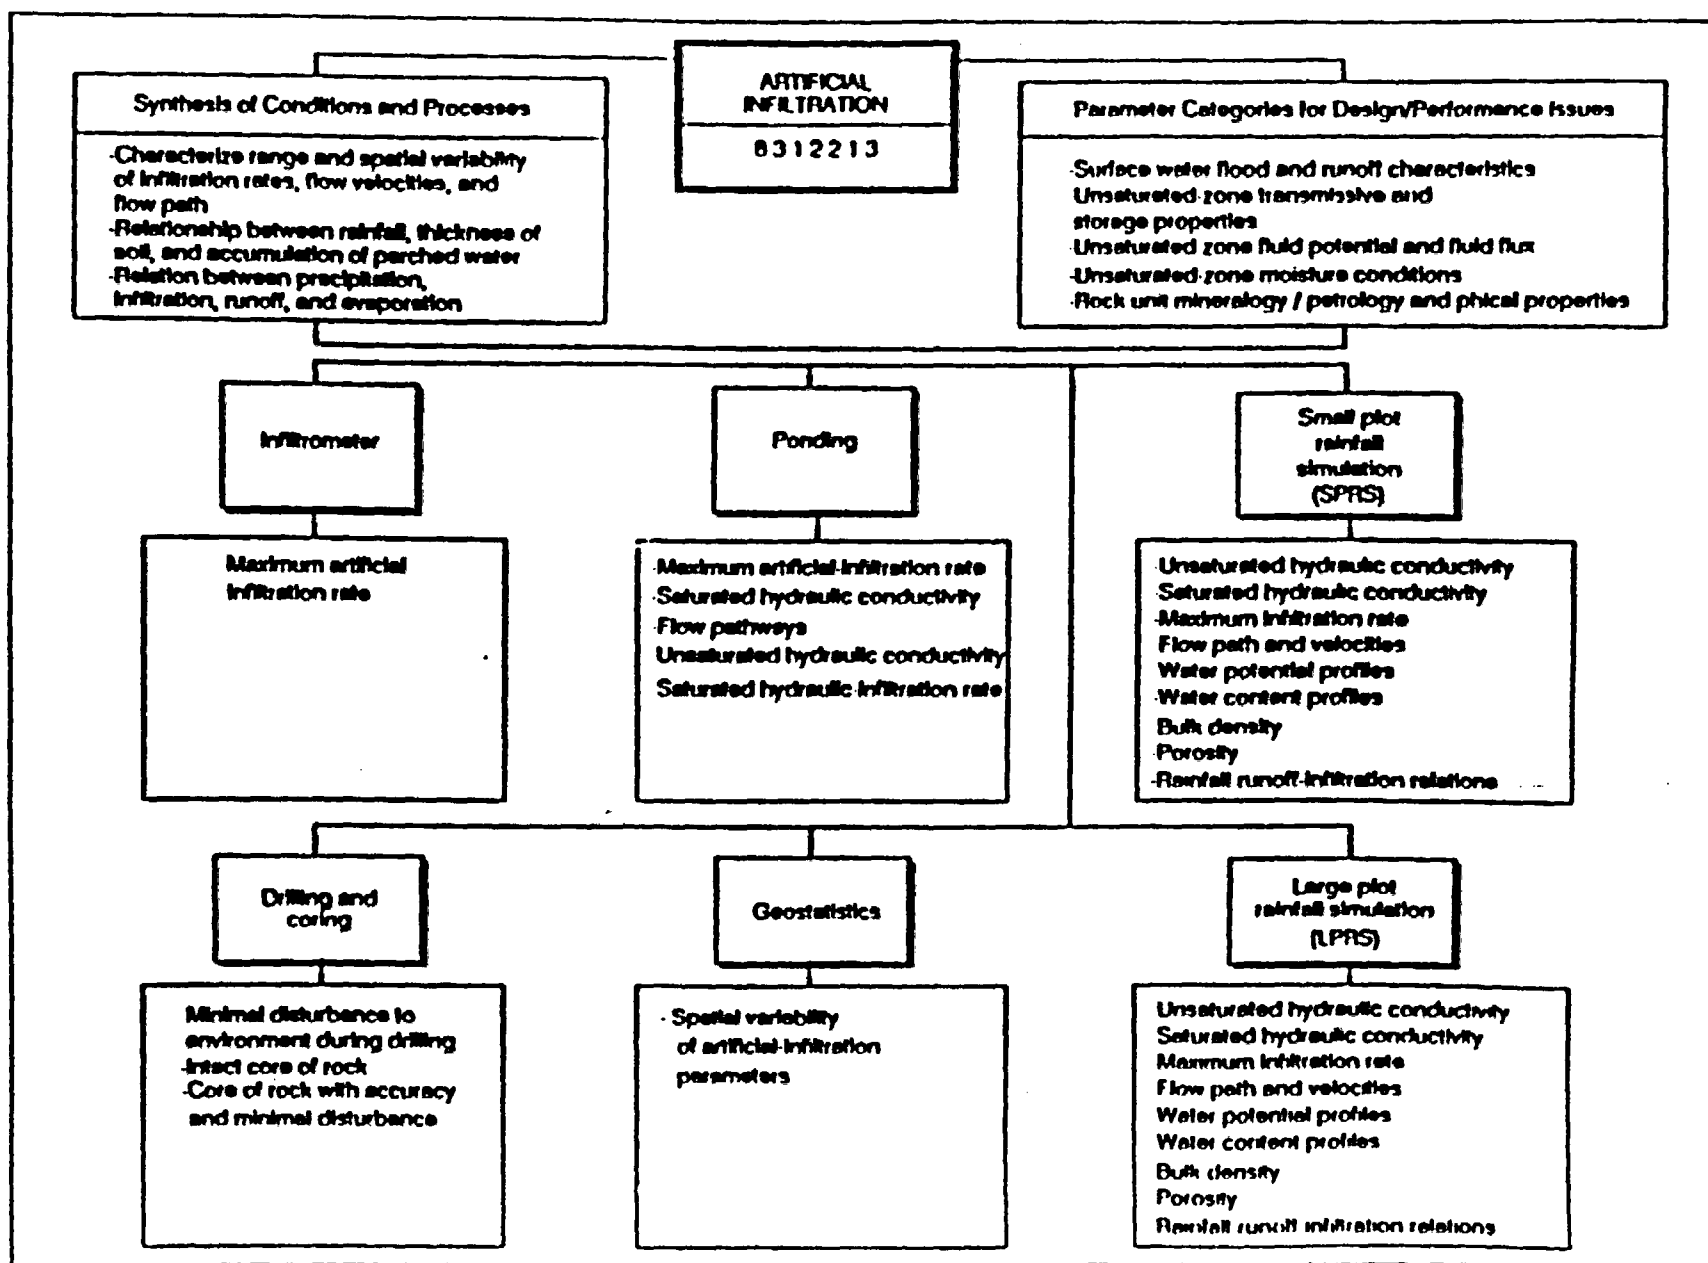 ARTIFICIAL
INFILTRATION
8312213
Synthesis of Conditions and Processes
-Characterize range and spatial variability
of infiltration rates, flow velocities, and
flow path
-Relationship between rainfall, thickness of
soil, and accumulation of perched water
-Relation between precipitation,
infiltration, runoff, and evaporation
Parameter Categories for Design/Performance Issues
-Surface water flood and runoff characteristics
Unsaturated-zone transmissive and
storage properties
-Unsaturated zone fluid potential and fluid flux
-Unsaturated-zone moisture conditions
-Rock unit mineralogy / petrology and phical properties
Infiltrometer
Ponding
Small plot
rainfall
simulation
(SPRS)
Maximum artificial
infiltration rate
-Maximum artificial-infiltration rate
-Saturated hydraulic conductivity
-Flow pathways
Unsaturated hydraulic conductivity
Saturated hydraulic-infiltration rate
Unsaturated hydraulic conductivity
-Saturated hydraulic conductivity
-Maximum infiltration rate
Flow path and velocities
Water potential profiles
-Water content profiles
Bulk density
-Porosity
-Rainfall runoff-infiltration relations
Drilling and
coring
Geostatistics
Large plot
rainfall simulation
(LPRS)
Minimal disturbance to
environment during drilling
-Intact core of rock
-Core of rock with accuracy
and minimal disturbance
- Spatial variability
of artificial-infiltration
parameters
Unsaturated hydraulic conductivity
Saturated hydraulic conductivity
Maximum infiltration rate
Flow path and velocities
Water potential profiles
Water content profiles
Bulk density
Porosity
Rainfall runoff infiltration relations